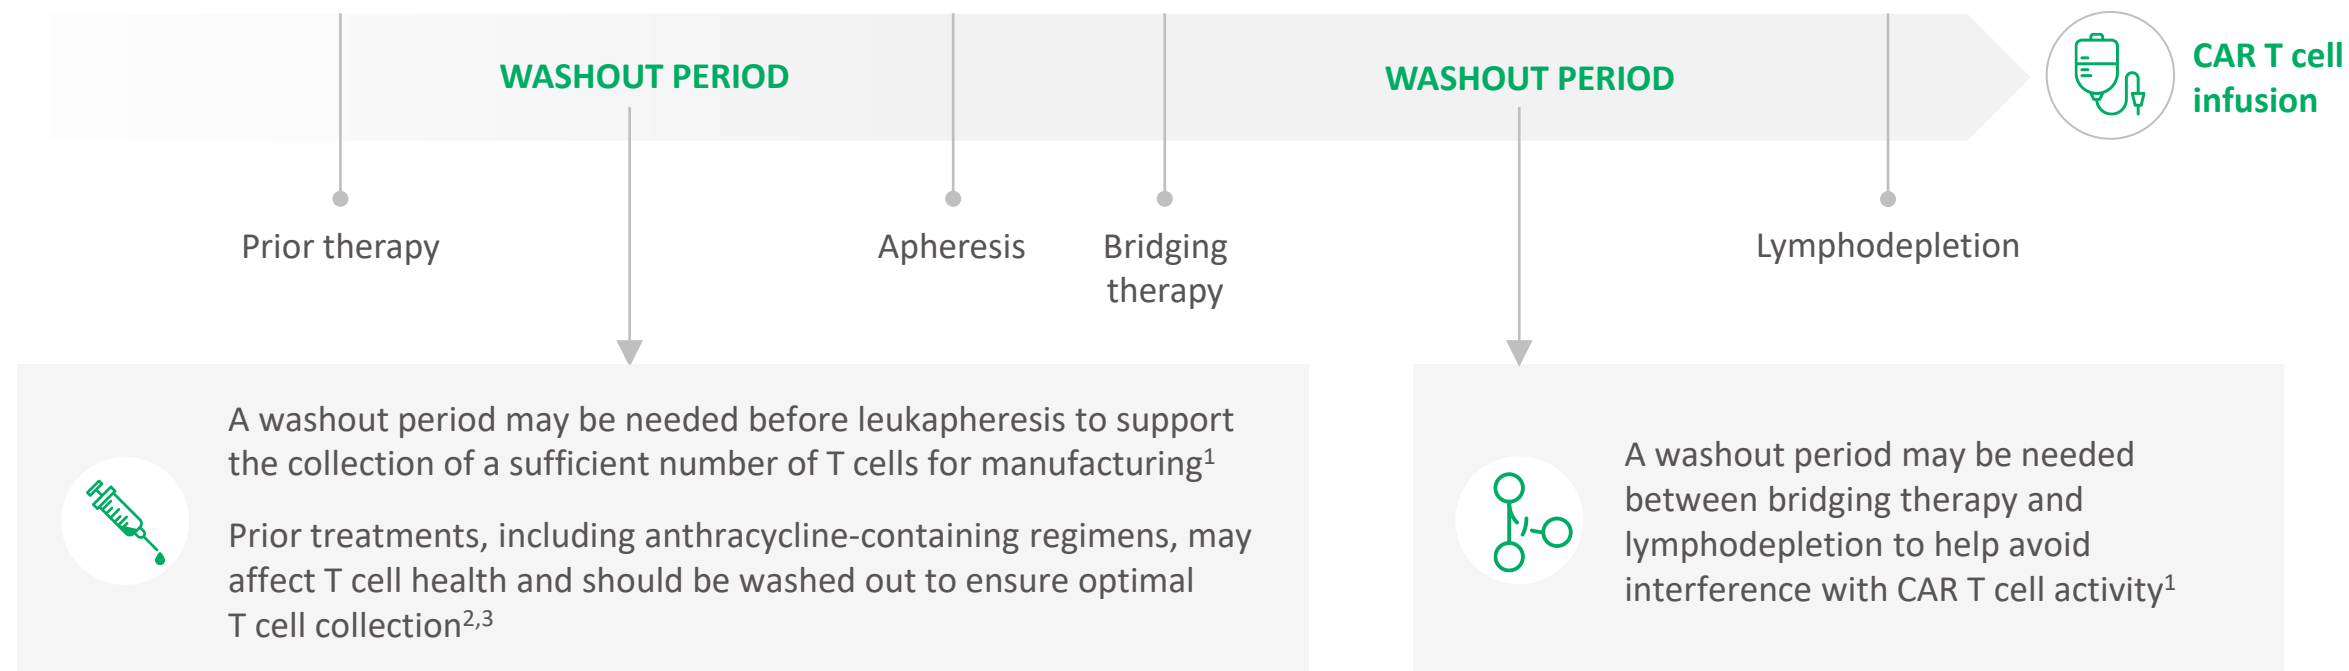 WASHOUT PERIOD
WASHOUT PERIOD
CAR T cell
infusion
Prior therapy
Apheresis
Bridging
therapy
Lymphodepletion
A washout period may be needed before leukapheresis to support
the collection of a sufficient number of T cells for manufacturing¹
Prior treatments, including anthracycline-containing regimens, may
affect T cell health and should be washed out to ensure optimal
T cell collection²,³
A washout period may be needed
between bridging therapy and
lymphodepletion to help avoid
interference with CAR T cell activity¹